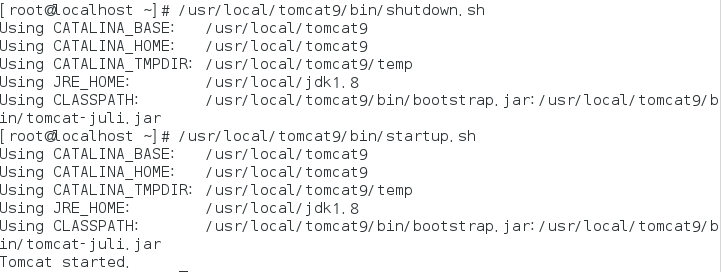 [root@localhost ~]# /usr/local/tomcat9/bin/shutdown.sh
Using CATALINA_BASE:   /usr/local/tomcat9
Using CATALINA_HOME:   /usr/local/tomcat9
Using CATALINA_TMPDIR: /usr/local/tomcat9/temp
Using JRE_HOME:        /usr/local/jdk1.8
Using CLASSPATH:       /usr/local/tomcat9/bin/bootstrap.jar:/usr/local/tomcat9/b
in/tomcat-juli.jar
[root@localhost ~]# /usr/local/tomcat9/bin/startup.sh
Using CATALINA_BASE:   /usr/local/tomcat9
Using CATALINA_HOME:   /usr/local/tomcat9
Using CATALINA_TMPDIR: /usr/local/tomcat9/temp
Using JRE_HOME:        /usr/local/jdk1.8
Using CLASSPATH:       /usr/local/tomcat9/bin/bootstrap.jar:/usr/local/tomcat9/b
in/tomcat-juli.jar
Tomcat started.